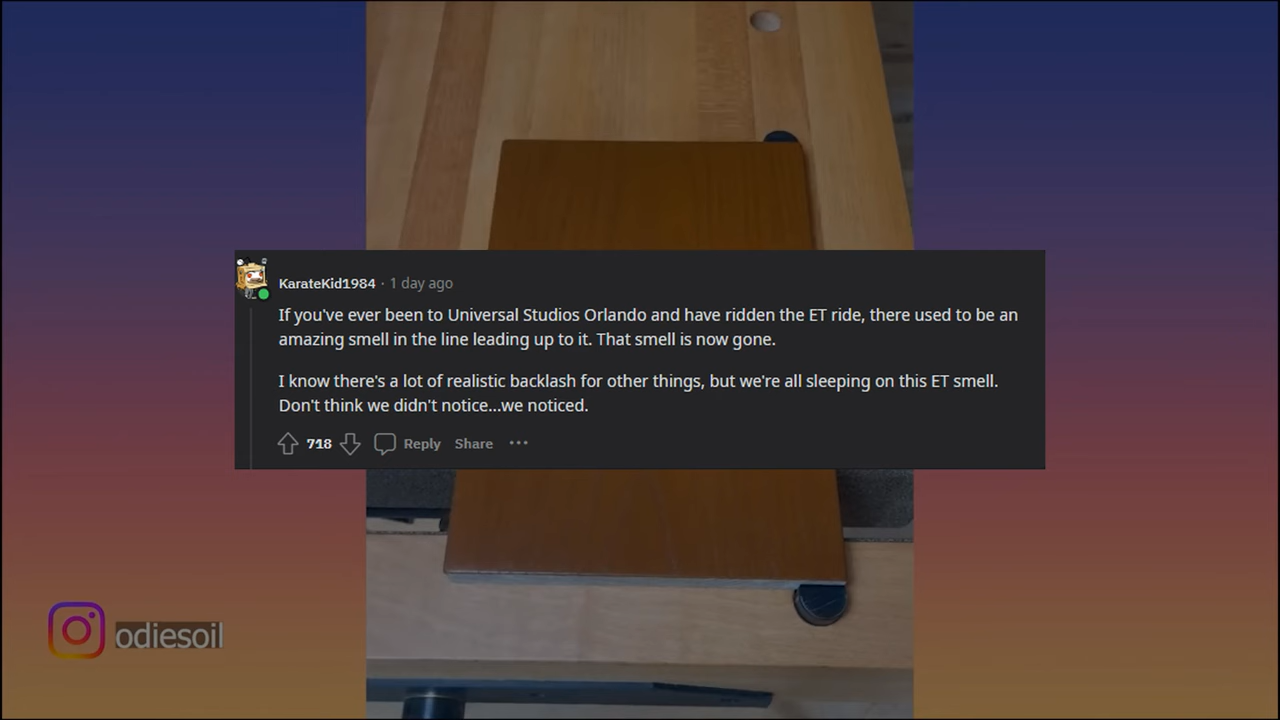 KarateKid1984 · 1 day ago
If you've ever been to Universal Studios Orlando and have ridden the ET ride, there used to be an
amazing smell in the line leading up to it. That smell is now gone.
I know there's a lot of realistic backlash for other things, but we're all sleeping on this ET smell.
Don't think we didn't notice...we noticed.
718 Reply Share ···
odiesoil